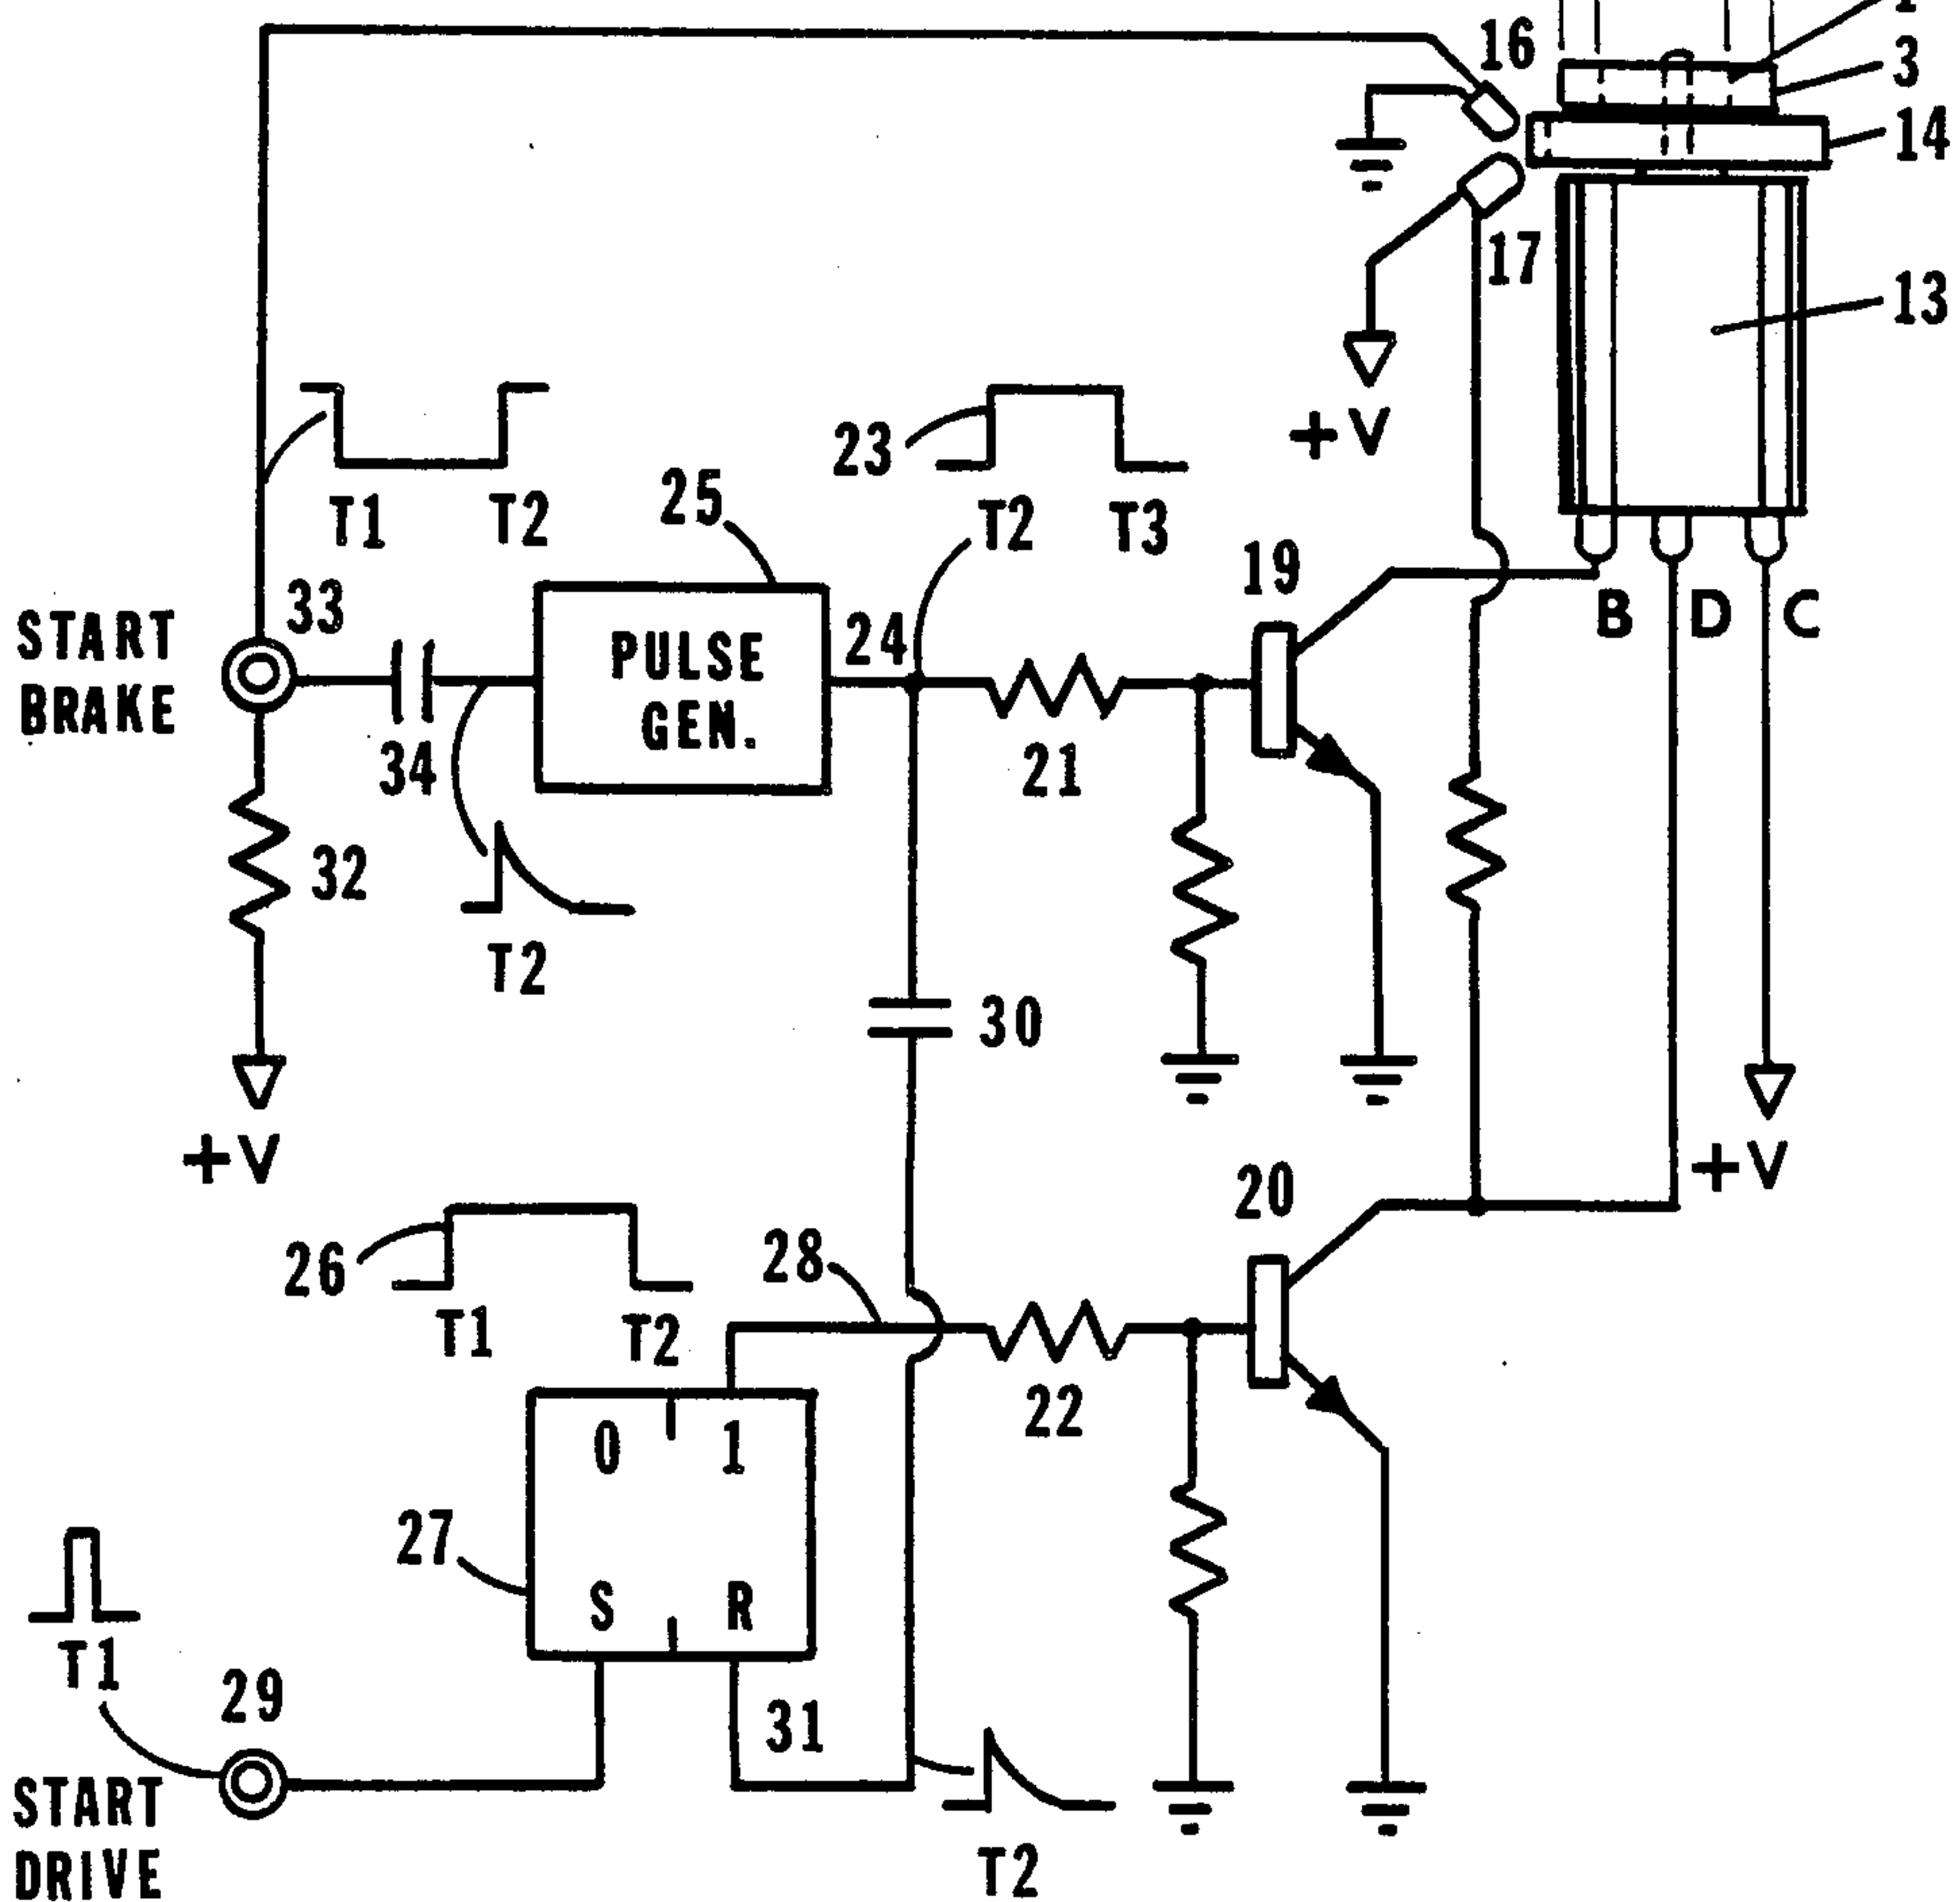 16
3
14
17
13
+V
T1 T2
23
T2 T3
25
19
B D C
START
BRAKE
33
24
PULSE
GEN.
34
21
32
T2
30
+V
+V
20
26
T1 T2
28
0 1
22
27
S R
T1
29
31
START
DRIVE
T2